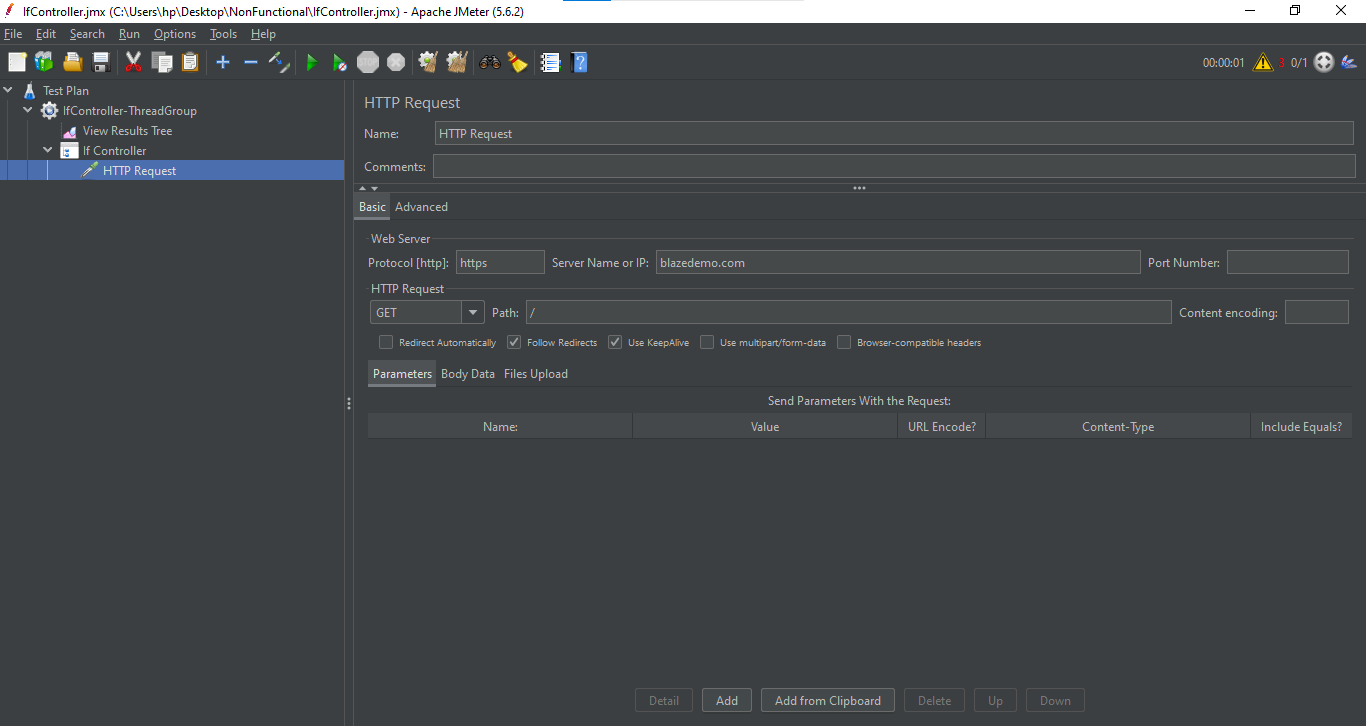 IfController.jmx (C:\Users\hp\Desktop\NonFunctional\IfController.jmx) - Apache JMeter (5.6.2)
File Edit Search Run Options Tools Help
STOP
00:00:01 3 0/1
Test Plan
IfController-ThreadGroup
View Results Tree
If Controller
HTTP Request
HTTP Request
Name: HTTP Request
Comments:
Basic Advanced
Web Server
Protocol [http]: https Server Name or IP: blazedemo.com Port Number:
HTTP Request
GET Path: / Content encoding:
Redirect Automatically Follow Redirects Use KeepAlive Use multipart/form-data Browser-compatible headers
Parameters Body Data Files Upload
Send Parameters With the Request:
Name: Value URL Encode? Content-Type Include Equals?
Detail Add Add from Clipboard Delete Up Down